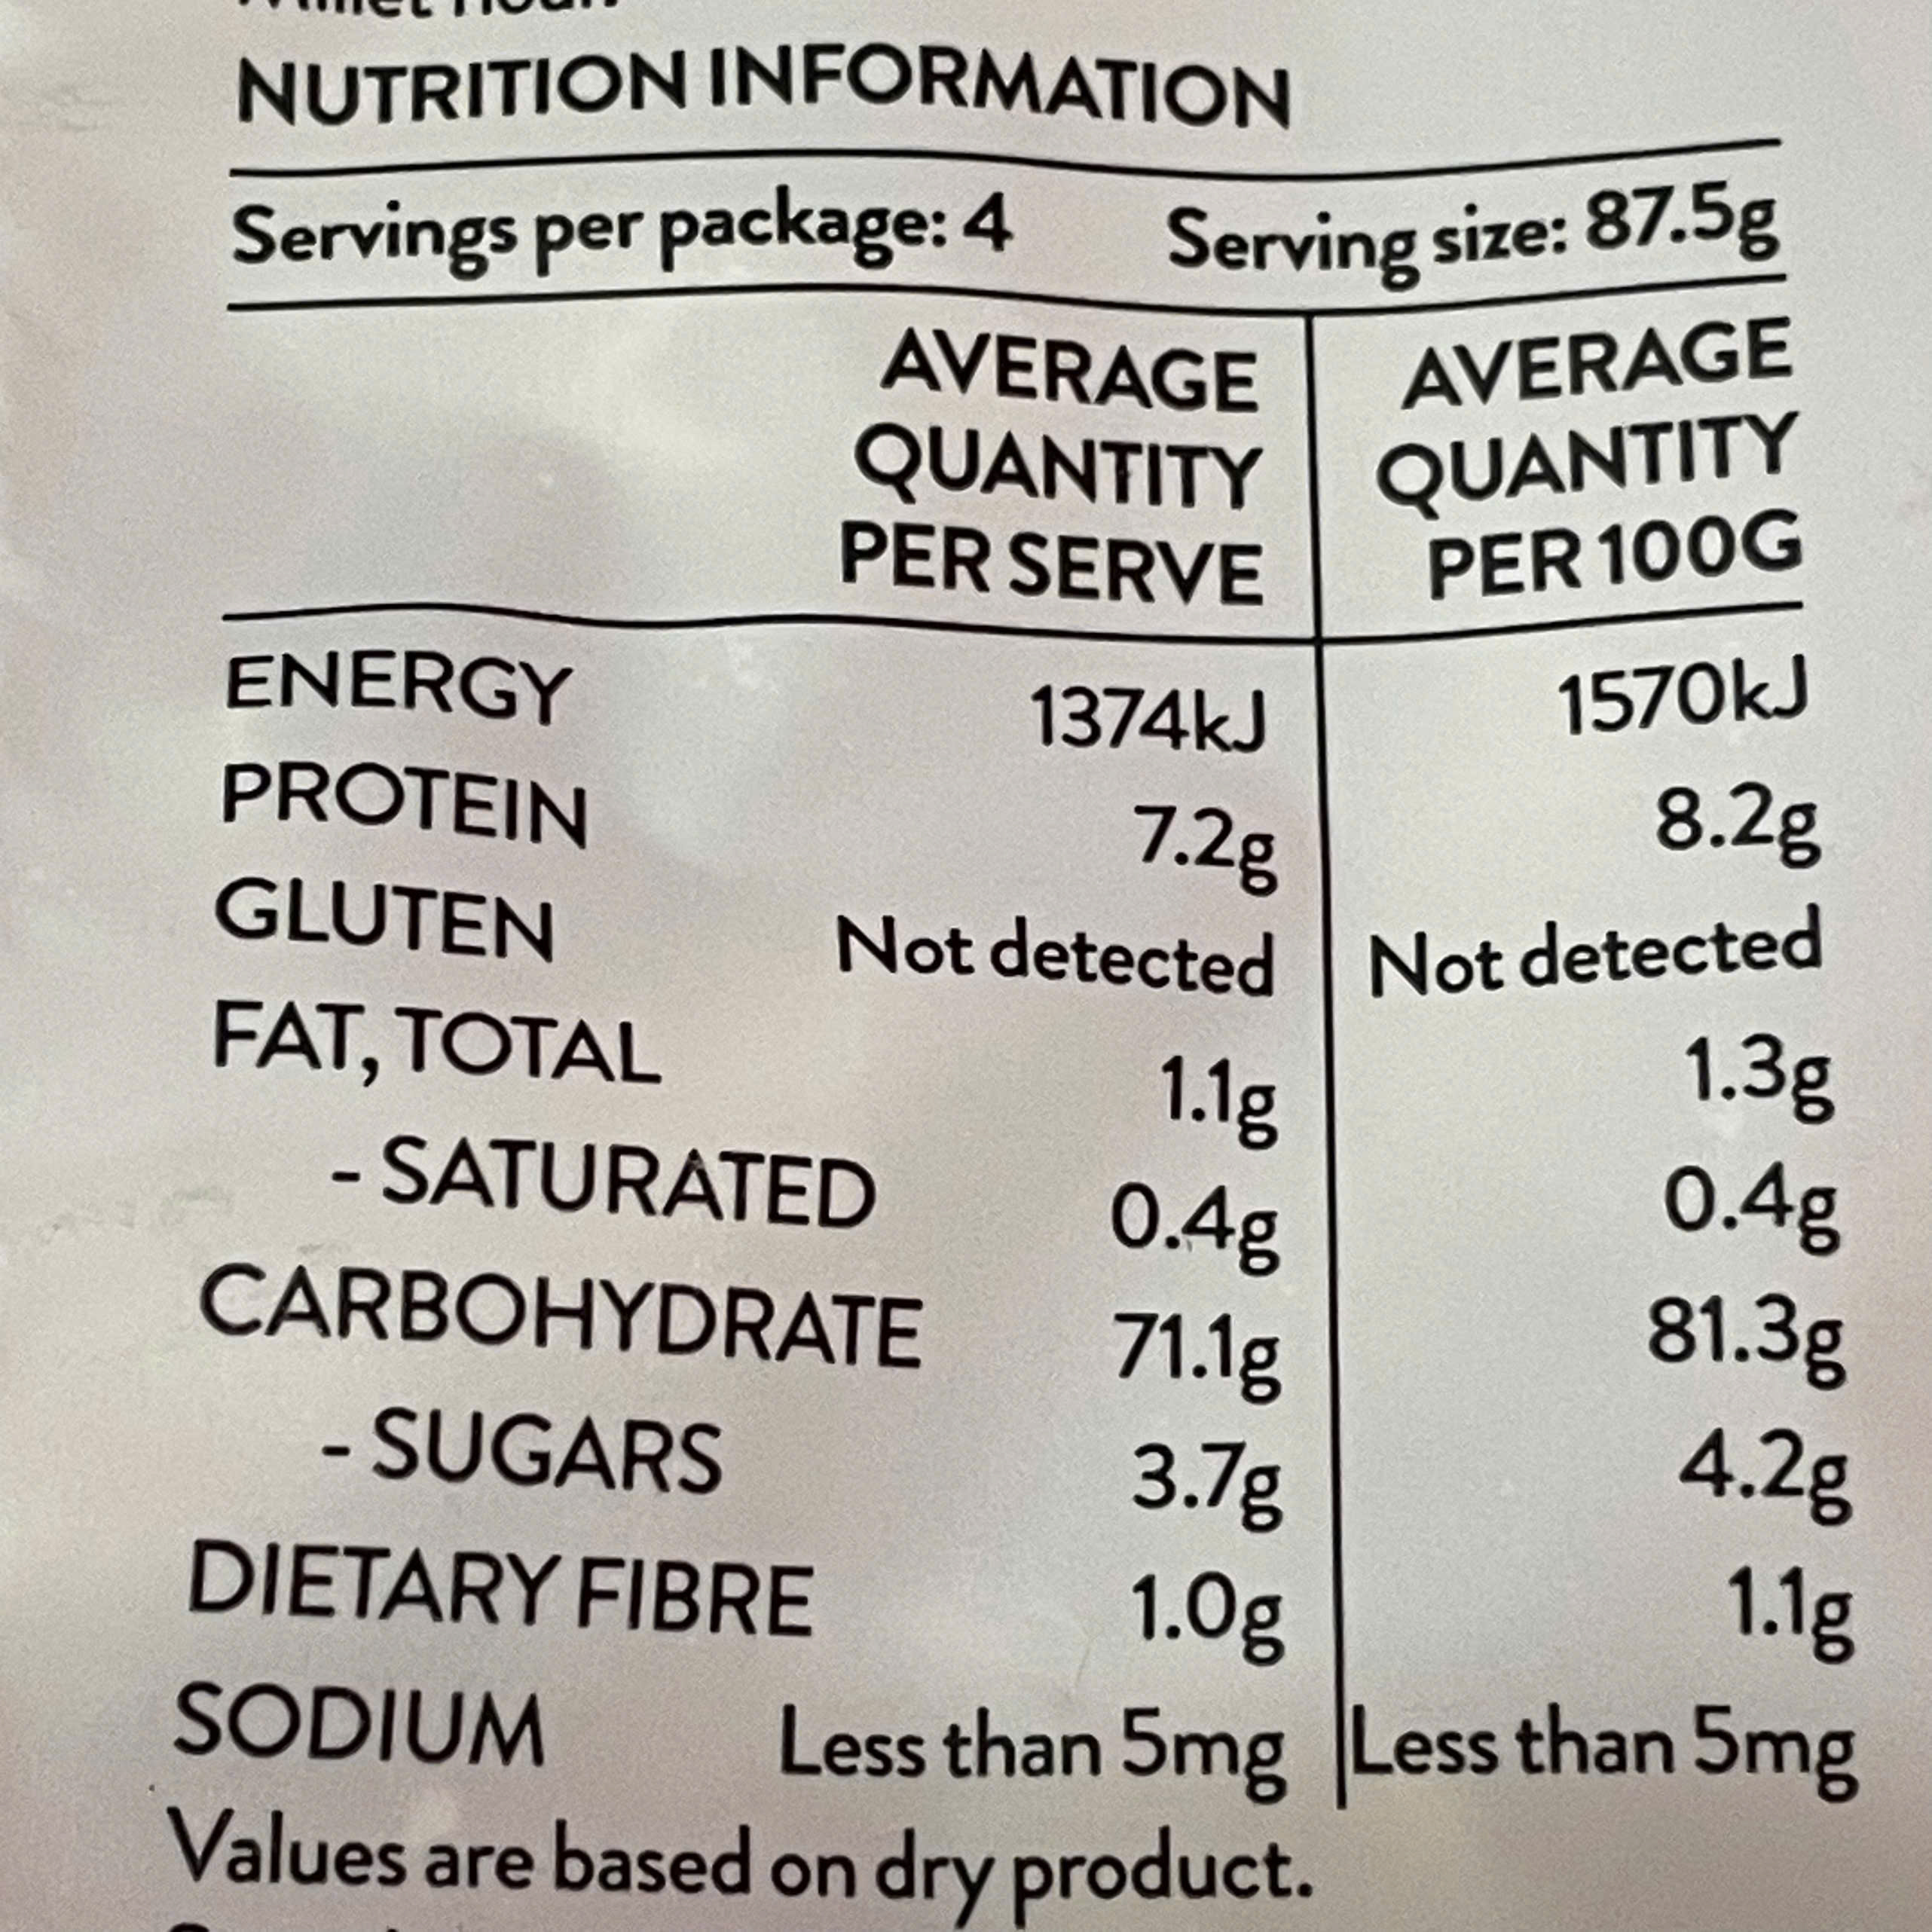 Millet flour.
NUTRITION INFORMATION
Servings per package: 4 Serving size: 87.5g
AVERAGE QUANTITY PER SERVE AVERAGE QUANTITY PER 100G
ENERGY 1374kJ 1570kJ
PROTEIN 7.2g 8.2g
GLUTEN Not detected Not detected
FAT, TOTAL 1.1g 1.3g
- SATURATED 0.4g 0.4g
CARBOHYDRATE 71.1g 81.3g
- SUGARS 3.7g 4.2g
DIETARY FIBRE 1.0g 1.1g
SODIUM Less than 5mg Less than 5mg
Values are based on dry product.